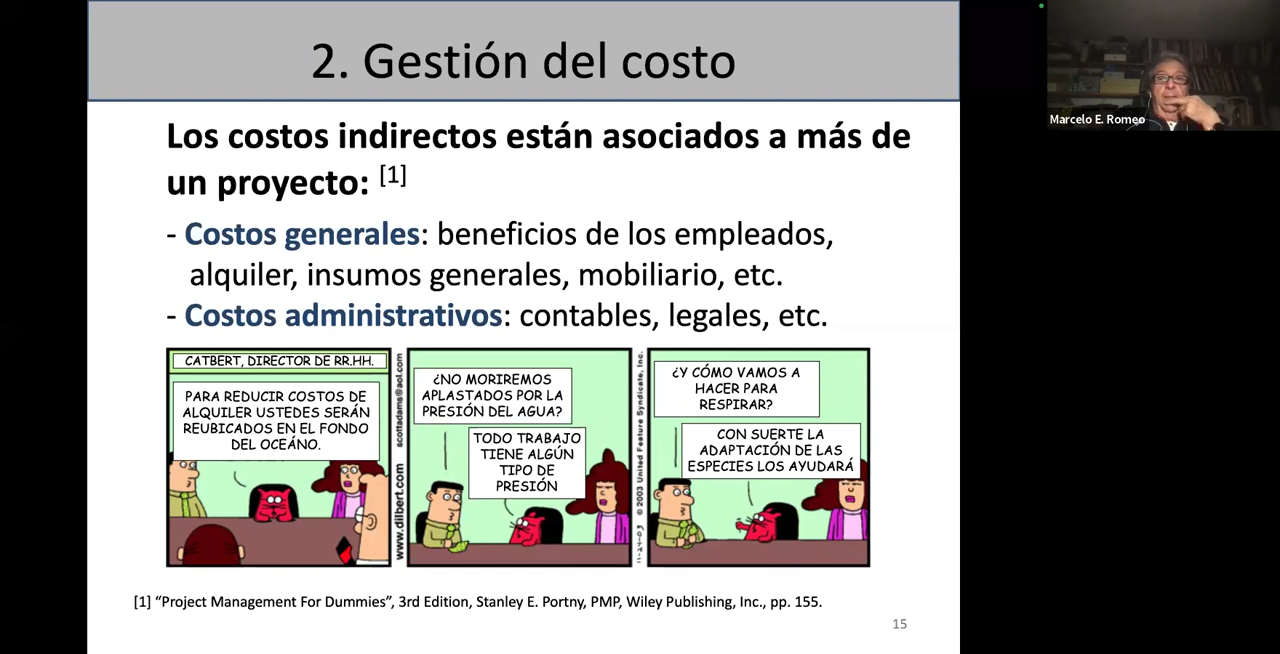 2. Gestión del costo
Marcelo E. Romeo
Los costos indirectos están asociados a más de
un proyecto: [1]
- Costos generales: beneficios de los empleados,
alquiler, insumos generales, mobiliario, etc.
- Costos administrativos: contables, legales, etc.
CATBERT, DIRECTOR DE RR.HH.
PARA REDUCIR COSTOS DE
ALQUILER USTEDES SERÁN
REUBICADOS EN EL FONDO
DEL OCEÁNO.
www.dilbert.com scottadams@aol.com
¿NO MORIREMOS
APLASTADOS POR LA
PRESIÓN DEL AGUA?
TODO TRABAJO
TIENE ALGÚN
TIPO DE
PRESIÓN
© 2003 United Feature Syndicate, Inc.
¿Y CÓMO VAMOS A
HACER PARA
RESPIRAR?
CON SUERTE LA
ADAPTACIÓN DE LAS
ESPECIES LOS AYUDARÁ
[1] “Project Management For Dummies”, 3rd Edition, Stanley E. Portny, PMP, Wiley Publishing, Inc., pp. 155.
15